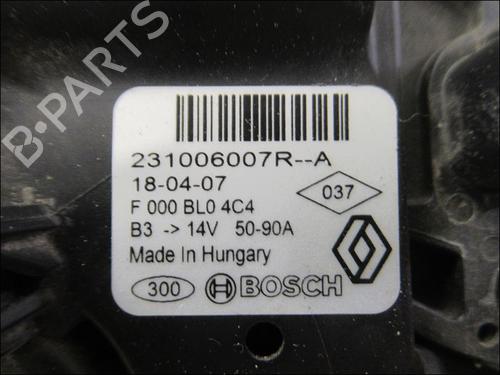 231006007R--A
18-04-07
037
F 000 BL0 4C4
B3 -> 14V 50-90A
Made In Hungary
300 BOSCH
B-PARTS